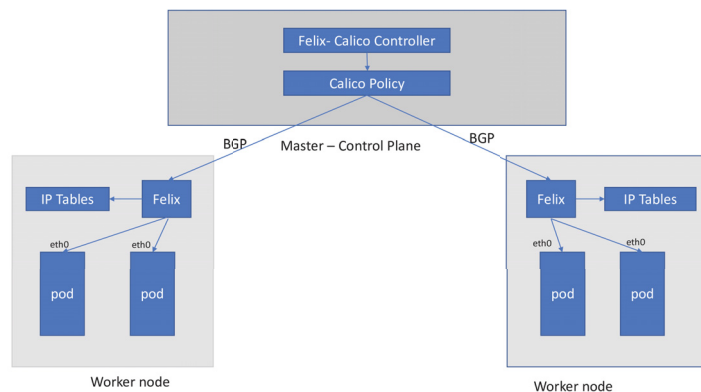 Felix- Calico Controller
Calico Policy
BGP
Master – Control Plane
BGP
IP Tables
Felix
eth0
eth0
pod
pod
Worker node
Felix
IP Tables
eth0
eth0
pod
pod
Worker node